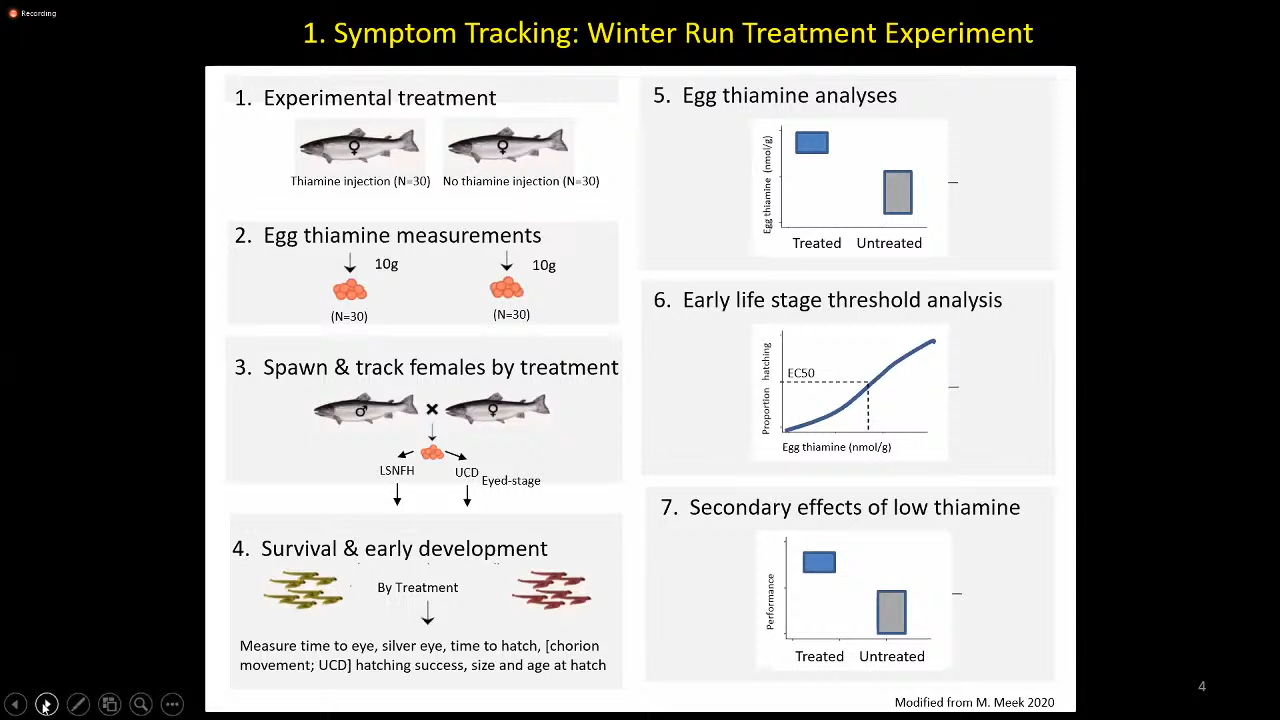 Recording
1. Symptom Tracking: Winter Run Treatment Experiment
1. Experimental treatment
♀
♀
Thiamine injection (N=30)
No thiamine injection (N=30)
2. Egg thiamine measurements
10g
10g
(N=30)
(N=30)
3. Spawn & track females by treatment
♂ × ♀
LSNFH
UCD
Eyed-stage
4. Survival & early development
By Treatment
Measure time to eye, silver eye, time to hatch, [chorion
movement; UCD] hatching success, size and age at hatch
5. Egg thiamine analyses
Egg thiamine (nmol/g)
Treated
Untreated
6. Early life stage threshold analysis
Proportion hatching
EC50
Egg thiamine (nmol/g)
7. Secondary effects of low thiamine
Performance
Treated
Untreated
Modified from M. Meek 2020
4